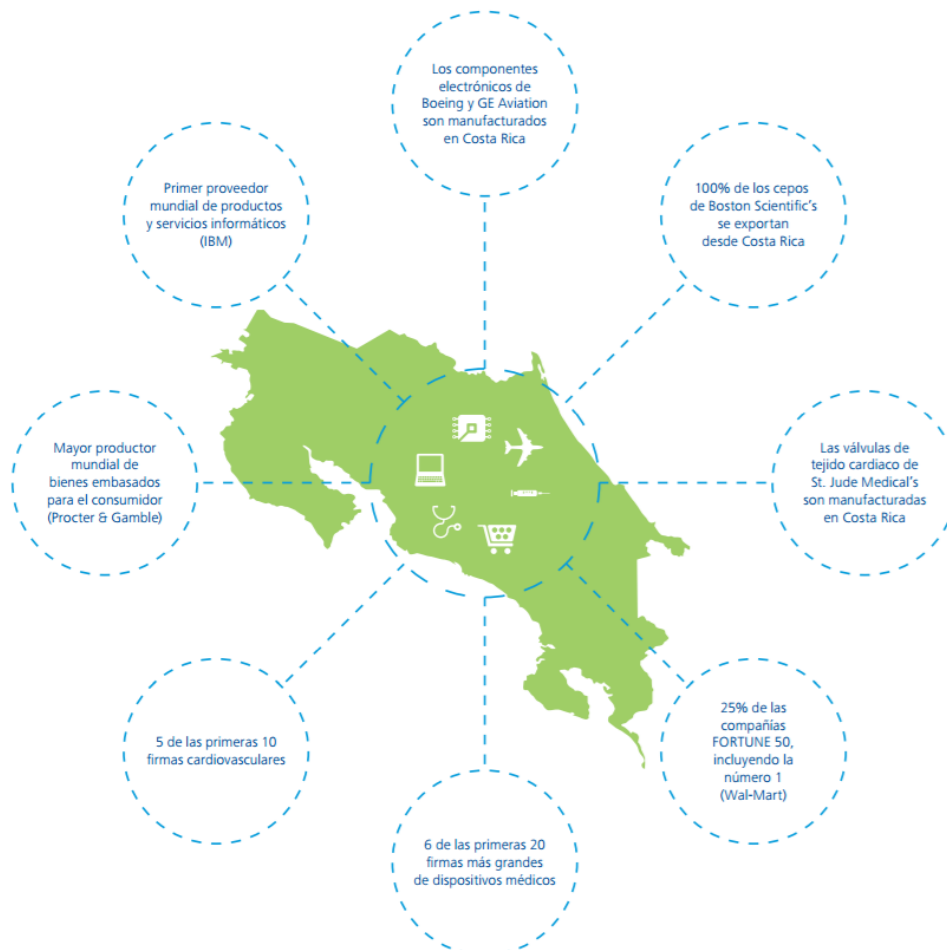 Los componentes
electrónicos de
Boeing y GE Aviation
son manufacturados
en Costa Rica
Primer proveedor
mundial de productos
y servicios informáticos
(IBM)
100% de los cepos
de Boston Scientific's
se exportan
desde Costa Rica
Mayor productor
mundial de
bienes embasados
para el consumidor
(Procter & Gamble)
Las válvulas de
tejido cardiaco de
St. Jude Medical's
son manufacturadas
en Costa Rica
5 de las primeras 10
firmas cardiovasculares
25% de las
compañías
FORTUNE 50,
incluyendo la
número 1
(Wal-Mart)
6 de las primeras 20
firmas más grandes
de dispositivos médicos